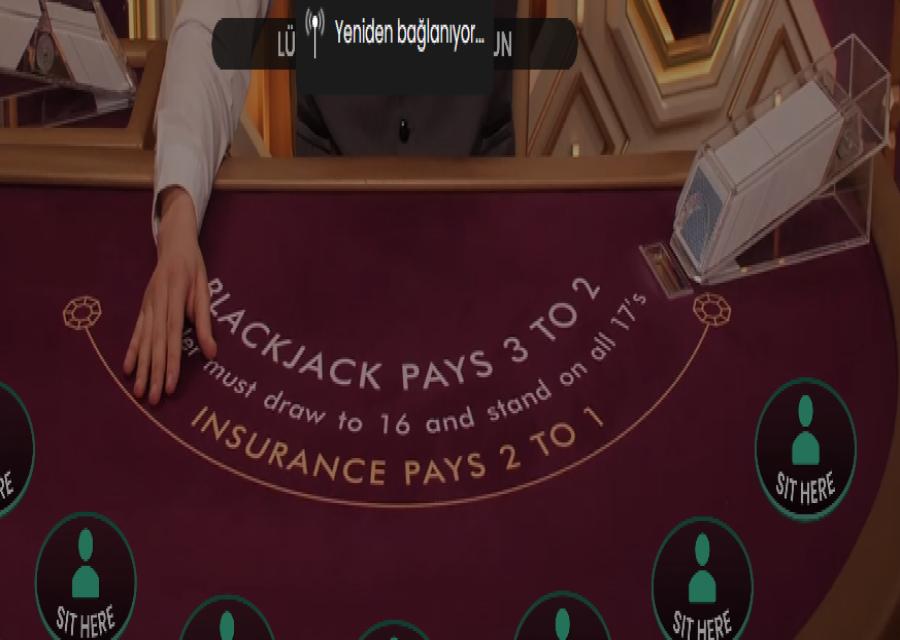 LÜ
Yeniden bağlanıyor...
UN
BLACKJACK PAYS 3 TO 2
must draw to 16 and stand on all 17's
INSURANCE PAYS 2 TO 1
SIT HERE
SIT HERE
SIT HERE